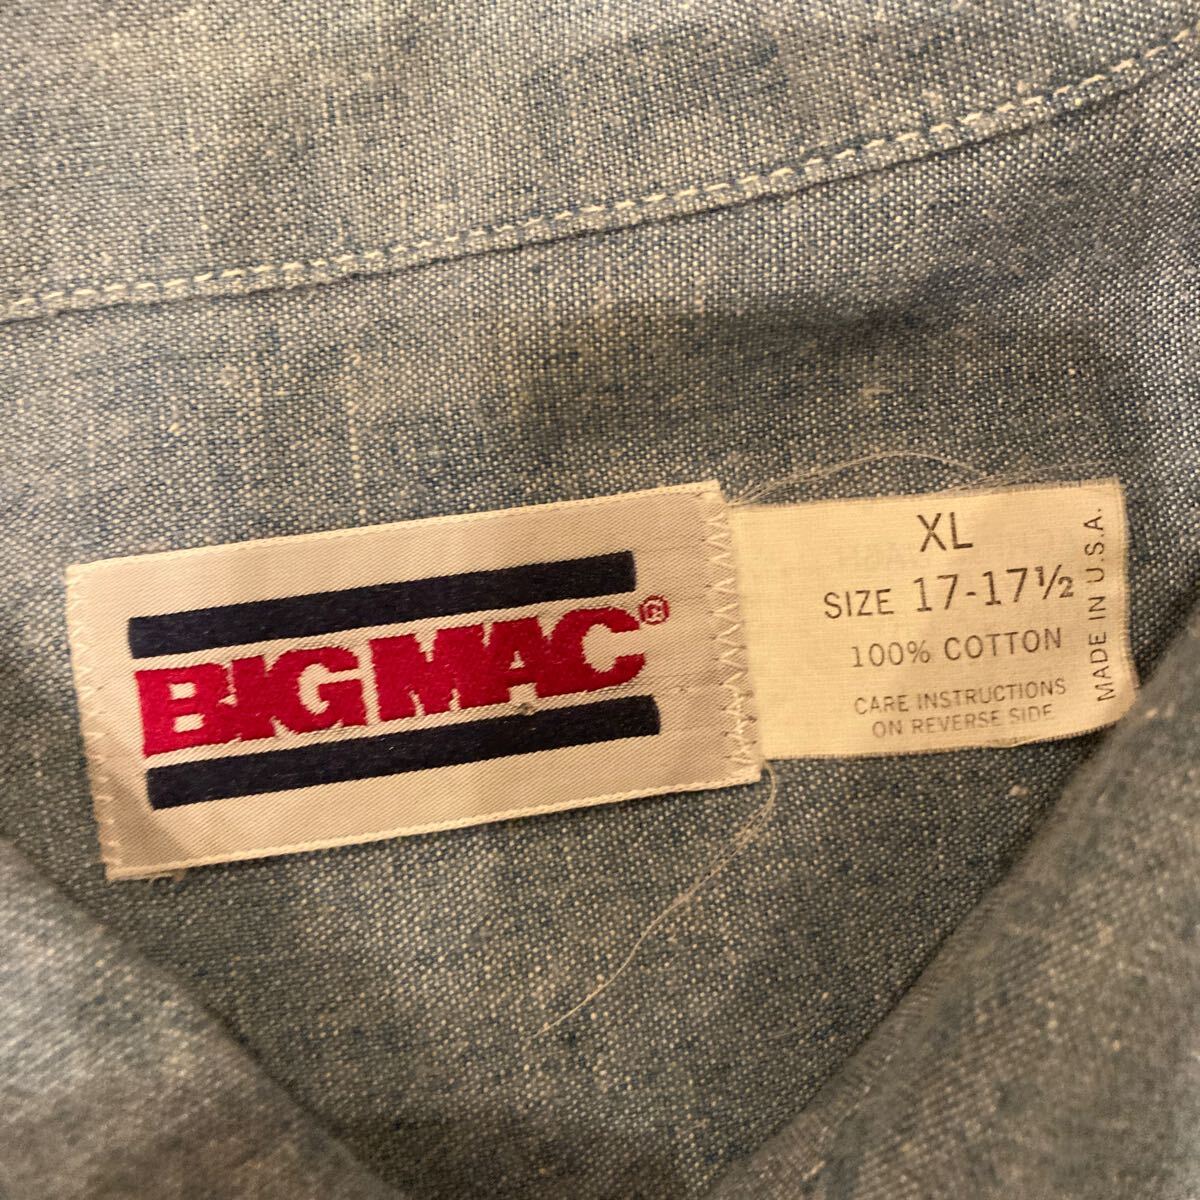 BIG MAC®
XL
SIZE 17-17½
100% COTTON
CARE INSTRUCTIONS
ON REVERSE SIDE
MADE IN U.S.A.